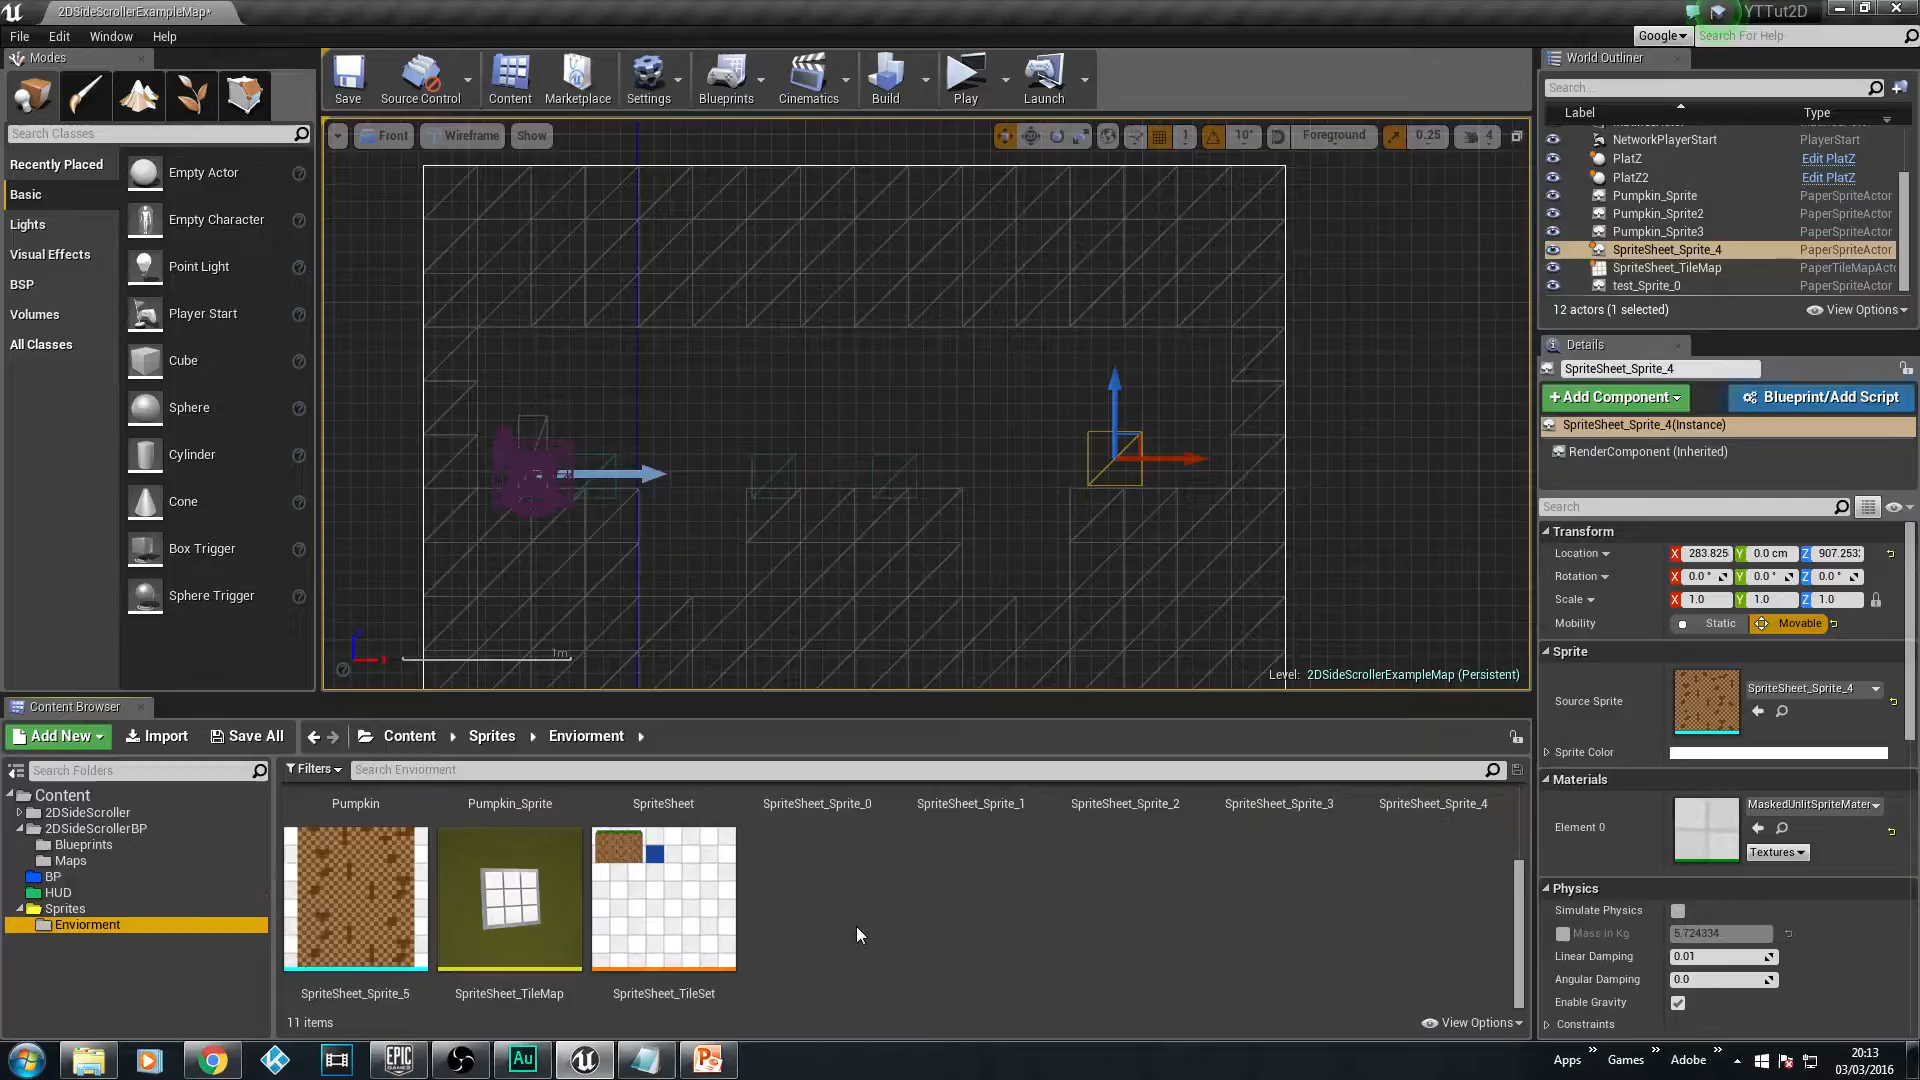 2DSideScrollerExampleMap*
YTTut2D
File Edit Window Help
Google
Search For Help
Modes
Search Classes
Recently Placed
Basic
Lights
Visual Effects
BSP
Volumes
All Classes
Empty Actor
Empty Character
Point Light
Player Start
Cube
Sphere
Cylinder
Cone
Box Trigger
Sphere Trigger
Save
Source Control
Content
Marketplace
Settings
Blueprints
Cinematics
Build
Play
Launch
Front
Wireframe
Show
1
10°
Foreground
0.25
4
1m
Level: 2DSideScrollerExampleMap (Persistent)
World Outliner
Search...
Label Type
NetworkPlayerStart PlayerStart
PlatZ Edit PlatZ
PlatZ2 Edit PlatZ
Pumpkin_Sprite PaperSpriteActor
Pumpkin_Sprite2 PaperSpriteActor
Pumpkin_Sprite3 PaperSpriteActor
SpriteSheet_Sprite_4 PaperSpriteActor
SpriteSheet_TileMap PaperTileMapActo
test_Sprite_0 PaperSpriteActor
12 actors (1 selected)
View Options
Details
SpriteSheet_Sprite_4
+Add Component
Blueprint/Add Script
SpriteSheet_Sprite_4(Instance)
RenderComponent (Inherited)
Search
Transform
Location X 283.825 Y 0.0 cm Z 907.253
Rotation X 0.0 ° Y 0.0 ° Z 0.0 °
Scale X 1.0 Y 1.0 Z 1.0
Mobility Static Movable
Sprite
Source Sprite
SpriteSheet_Sprite_4
Sprite Color
Materials
Element 0
MaskedUnlitSpriteMater
Textures
Physics
Simulate Physics
Mass in Kg 5.724334
Linear Damping 0.01
Angular Damping 0.0
Enable Gravity
Constraints
Content Browser
Add New
Import
Save All
Content Sprites Enviorment
Search Folders
Filters
Search Enviorment
Content
2DSideScroller
2DSideScrollerBP
Blueprints
Maps
BP
HUD
Sprites
Enviorment
Pumpkin
Pumpkin_Sprite
SpriteSheet
SpriteSheet_Sprite_0
SpriteSheet_Sprite_1
SpriteSheet_Sprite_2
SpriteSheet_Sprite_3
SpriteSheet_Sprite_4
SpriteSheet_Sprite_5
SpriteSheet_TileMap
SpriteSheet_TileSet
11 items
View Options
EPIC
GAMES
Au
Apps
Games
Adobe
20:13
03/03/2016